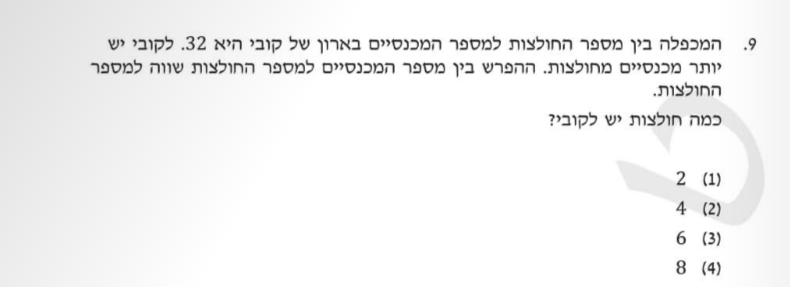 9. המכפלה בין מספר החולצות למספר המכנסיים בארון של קובי היא 32. לקובי יש
יותר מכנסיים מחולצות. ההפרש בין מספר המכנסיים למספר החולצות שווה למספר
החולצות.
כמה חולצות יש לקובי?
(1) 2
(2) 4
(3) 6
(4) 8